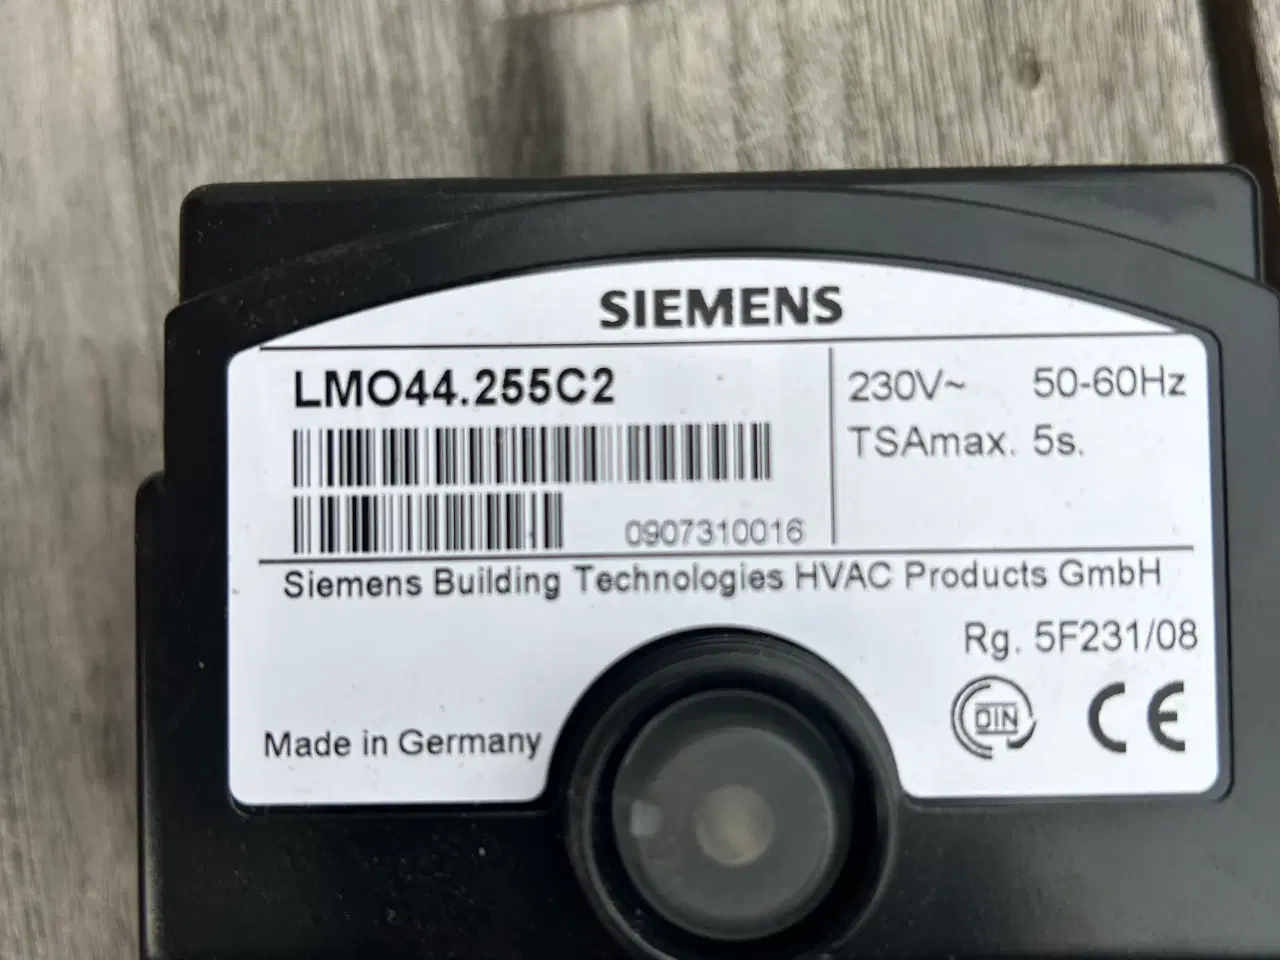 SIEMENS
LMO44.255C2
230V~ 50-60Hz
TSAmax. 5s.
0907310016
Siemens Building Technologies HVAC Products GmbH
Rg. 5F231/08
DIN CE
Made in Germany